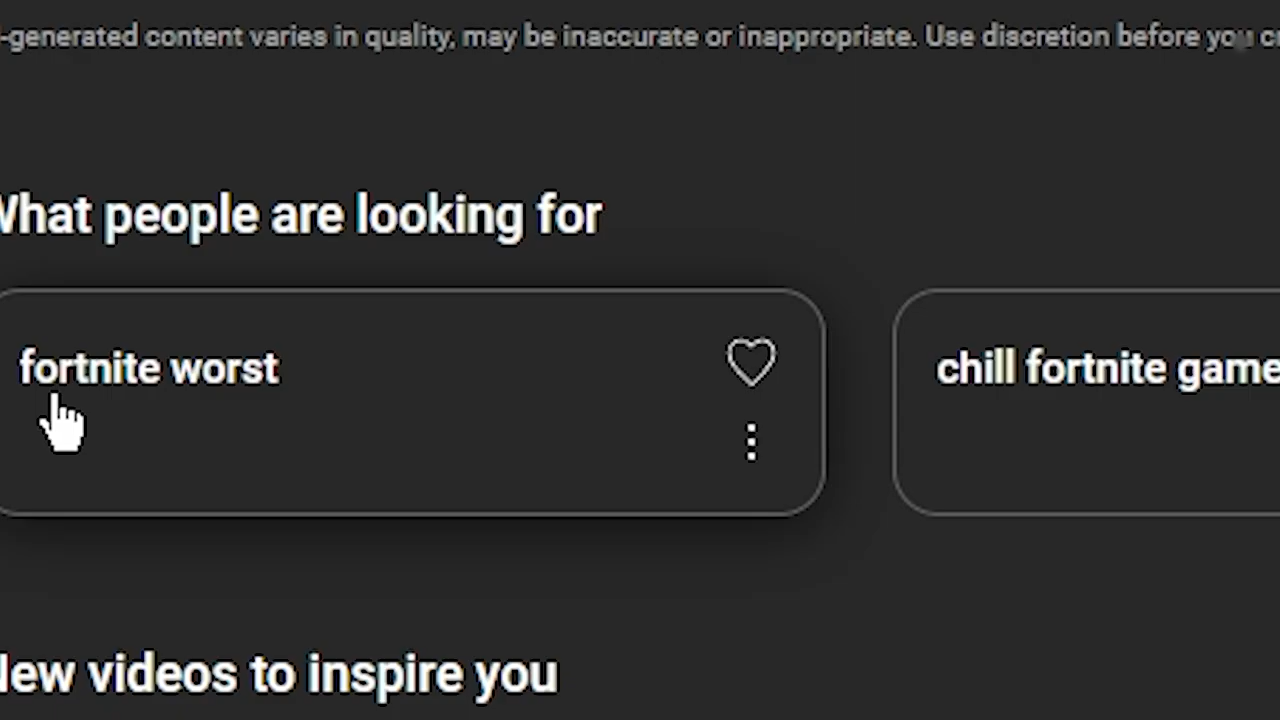 -generated content varies in quality, may be inaccurate or inappropriate. Use discretion before you
What people are looking for
fortnite worst
chill fortnite game
New videos to inspire you